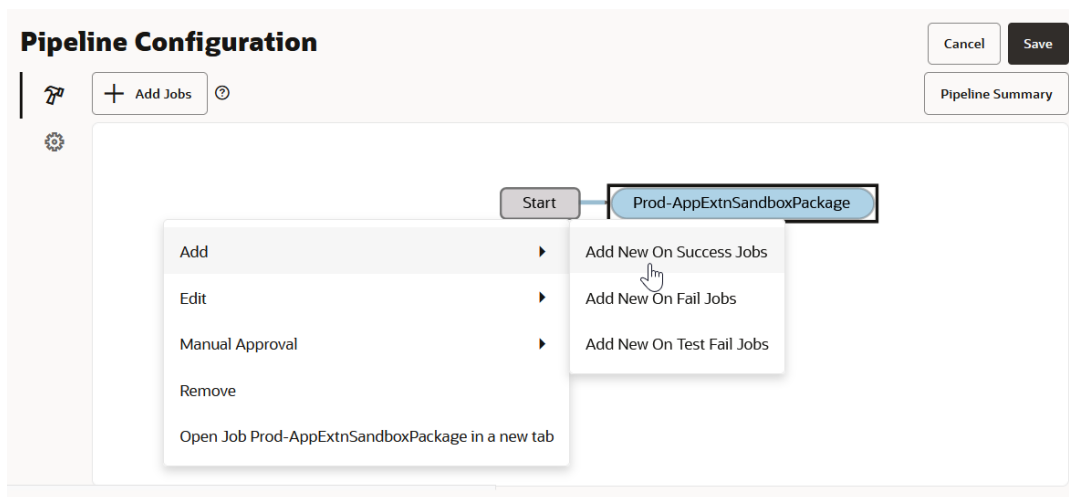 Pipeline Configuration
Cancel
Save
Add Jobs
Pipeline Summary
Start
Prod-AppExtnSandboxPackage
Add
Add New On Success Jobs
Edit
Add New On Fail Jobs
Manual Approval
Add New On Test Fail Jobs
Remove
Open Job Prod-AppExtnSandboxPackage in a new tab